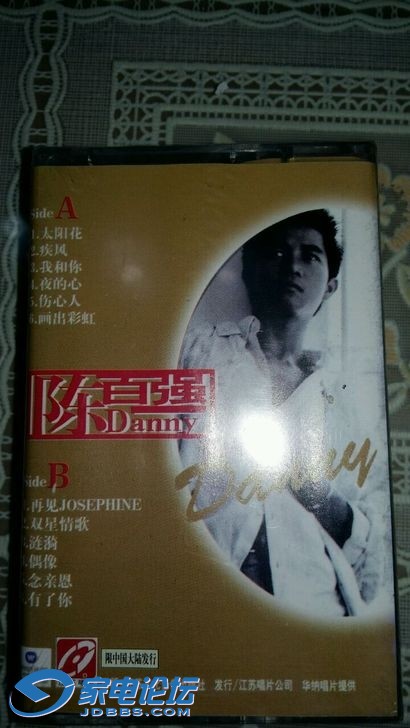 Side A
1.太阳花
2.疾风
3.我和你
4.夜的心
5.伤心人
6.画出彩虹
陈百强
Danny
Danny
Side B
.再见JOSEPHINE
2.双星情歌
3.涟漪
偶像
.念亲恩
.有了你
限中国大陆发行
社 发行/江苏唱片公司 华纳唱片提供
家电论坛
JDBBS.COM